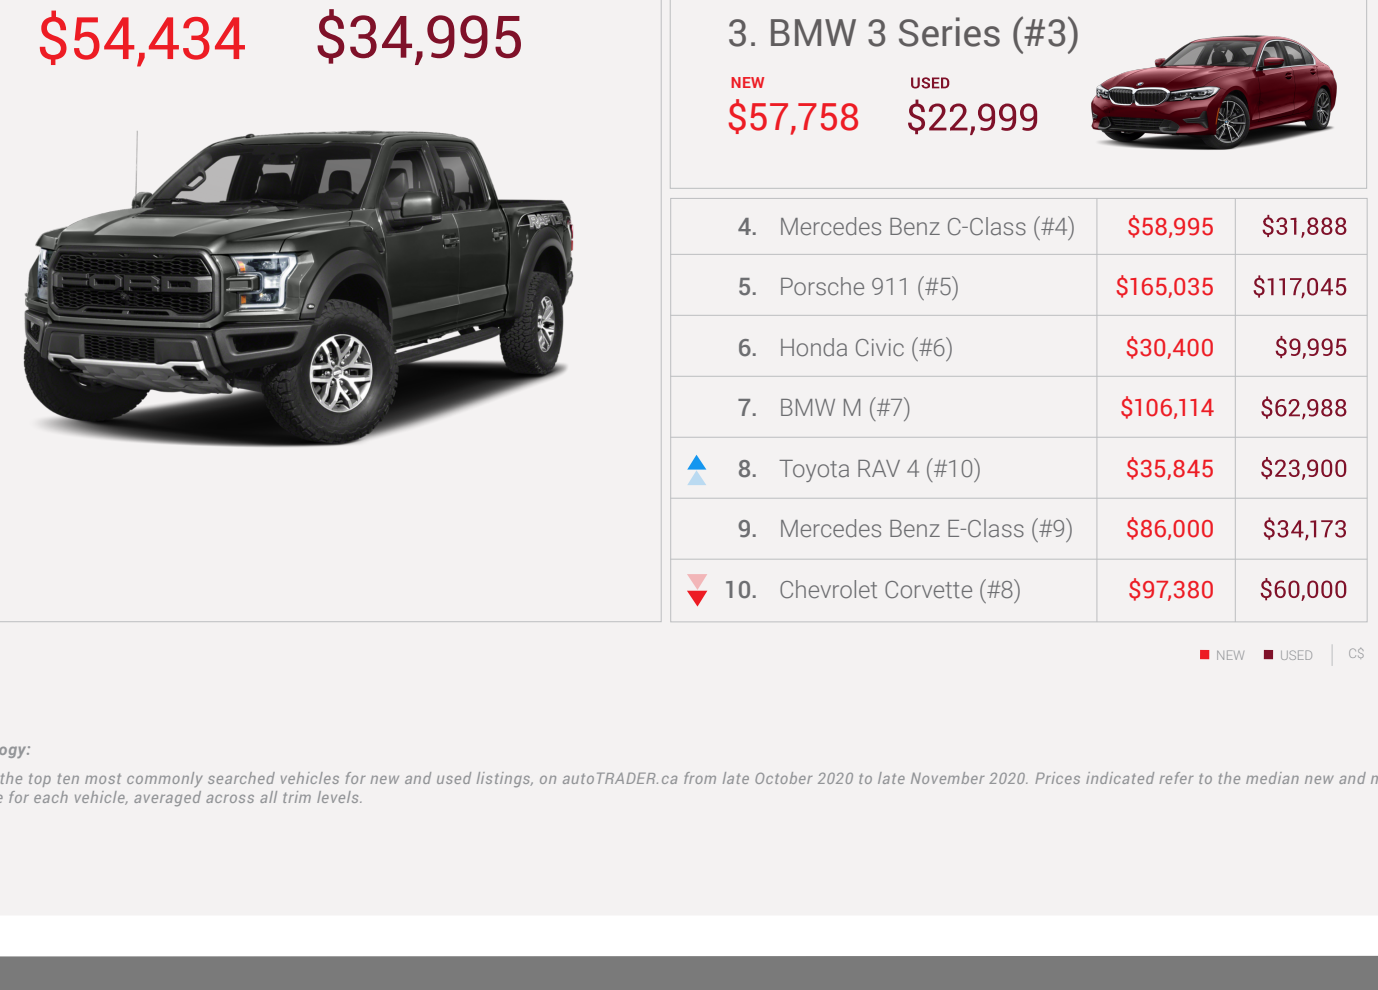 $54,434 $34,995
RAPTOR
3. BMW 3 Series (#3)
NEW USED
$57,758 $22,999
4. Mercedes Benz C-Class (#4) $58,995 $31,888
5. Porsche 911 (#5) $165,035 $117,045
6. Honda Civic (#6) $30,400 $9,995
7. BMW M (#7) $106,114 $62,988
8. Toyota RAV 4 (#10) $35,845 $23,900
9. Mercedes Benz E-Class (#9) $86,000 $34,173
10. Chevrolet Corvette (#8) $97,380 $60,000
NEW USED C$
ogy:
the top ten most commonly searched vehicles for new and used listings, on autoTRADER.ca from late October 2020 to late November 2020. Prices indicated refer to the median new and
e for each vehicle, averaged across all trim levels.